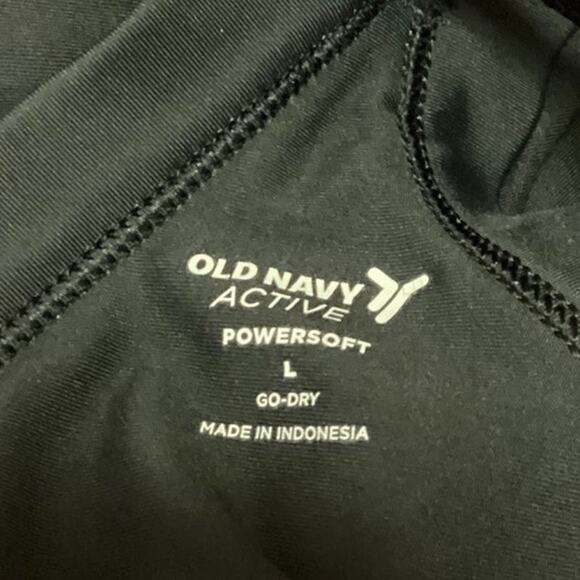 OLD NAVY
ACTIVE
POWERSOFT
L
GO-DRY
MADE IN INDONESIA